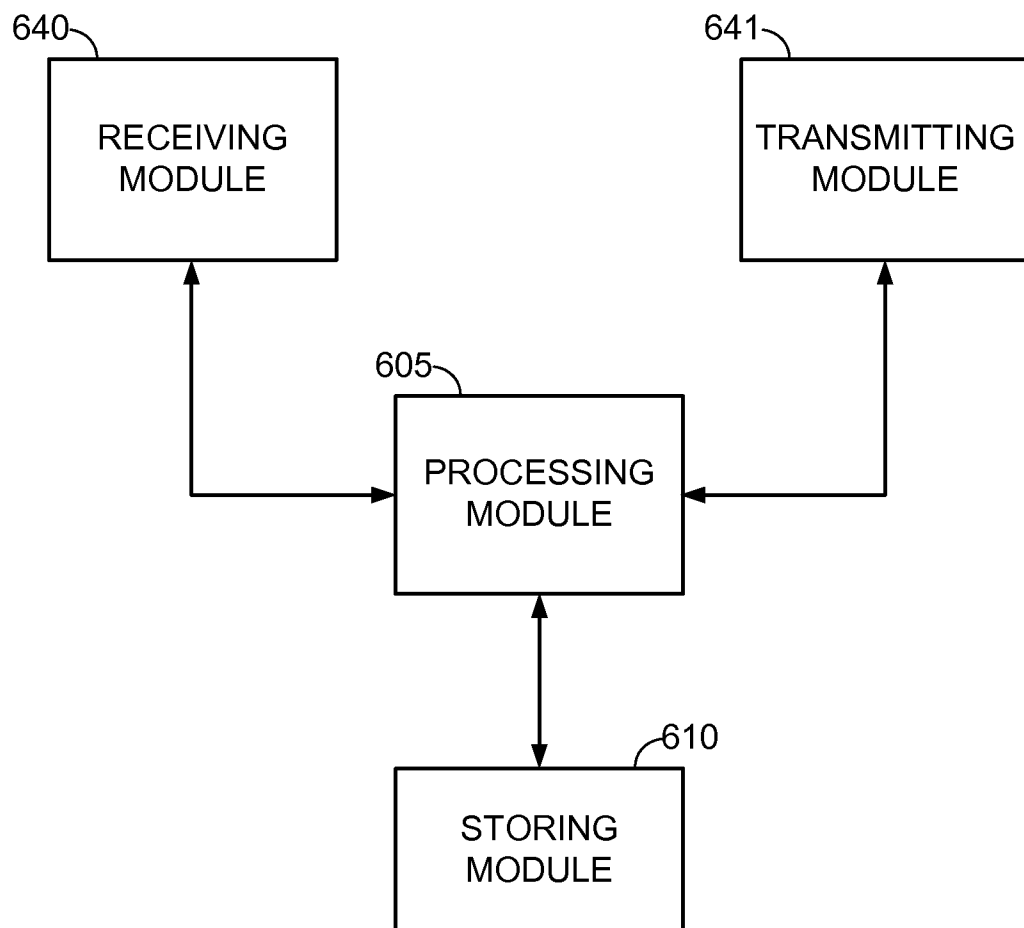 640
641
RECEIVING
MODULE
TRANSMITTING
MODULE
605
PROCESSING
MODULE
610
STORING
MODULE